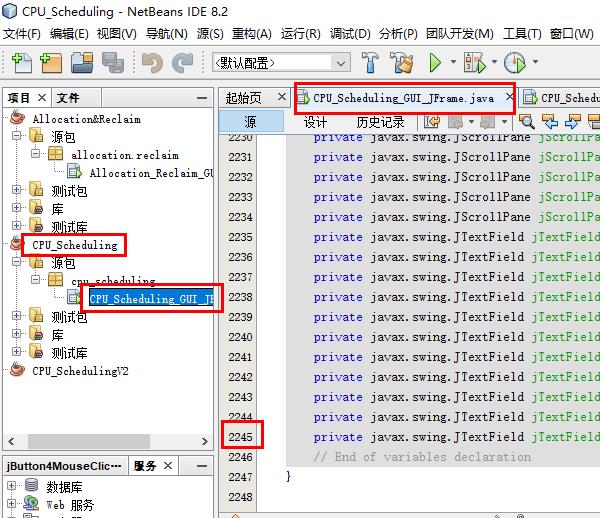 CPU_Scheduling - NetBeans IDE 8.2
文件(F) 编辑(E) 视图(V) 导航(N) 源(S) 重构(A) 运行(R) 调试(D) 分析(P) 团队开发(M) 工具(T) 窗口(W)
<默认配置>
项目 文件
起始页 CPU_Scheduling_GUI_JFrame.java CPU_Sched
源 设计 历史记录
Allocation&Reclaim
源包
allocation.reclaim
Allocation_Reclaim_GU
测试包
库
测试库
CPU_Scheduling
源包
cpu_scheduling
CPU_Scheduling_GUI_JF
测试包
库
测试库
CPU_SchedulingV2
2230 private javax.swing.JScrollPane jScrollP
2231 private javax.swing.JScrollPane jScrollP
2232 private javax.swing.JScrollPane jScrollP
2233 private javax.swing.JScrollPane jScrollP
2234 private javax.swing.JScrollPane jScrollP
2235 private javax.swing.JTextField jTextField
2236 private javax.swing.JTextField jTextField
2237 private javax.swing.JTextField jTextField
2238 private javax.swing.JTextField jTextField
2239 private javax.swing.JTextField jTextField
2240 private javax.swing.JTextField jTextField
2241 private javax.swing.JTextField jTextField
2242 private javax.swing.JTextField jTextField
2243 private javax.swing.JTextField jTextField
2244 private javax.swing.JTextField jTextField
2245 private javax.swing.JTextField jTextField
2246 // End of variables declaration
2247 }
2248
jButton4MouseClic... 服务
数据库
Web 服务